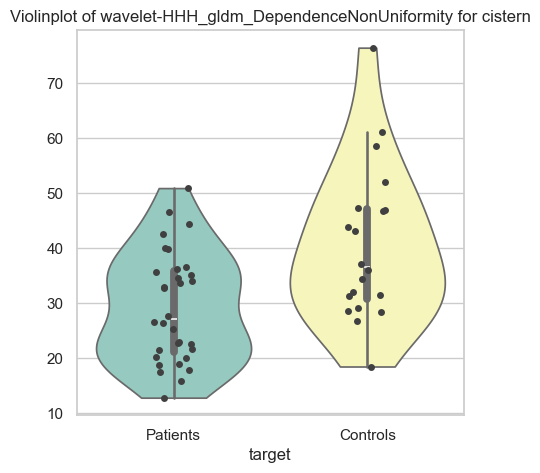 Violinplot of wavelet-HHH_gldm_DependenceNonUniformity for cistern
70
60
50
40
30
20
10
Patients Controls
target